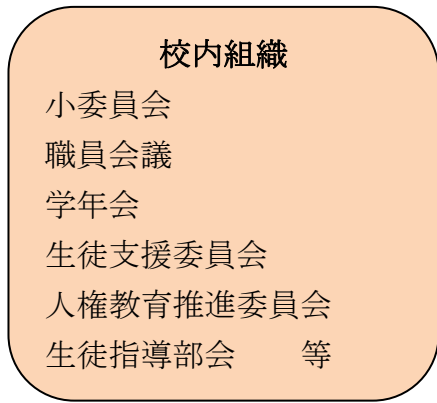 校内組織
小委員会
職員会議
学年会
生徒支援委員会
人権教育推進委員会
生徒指導部会　　等